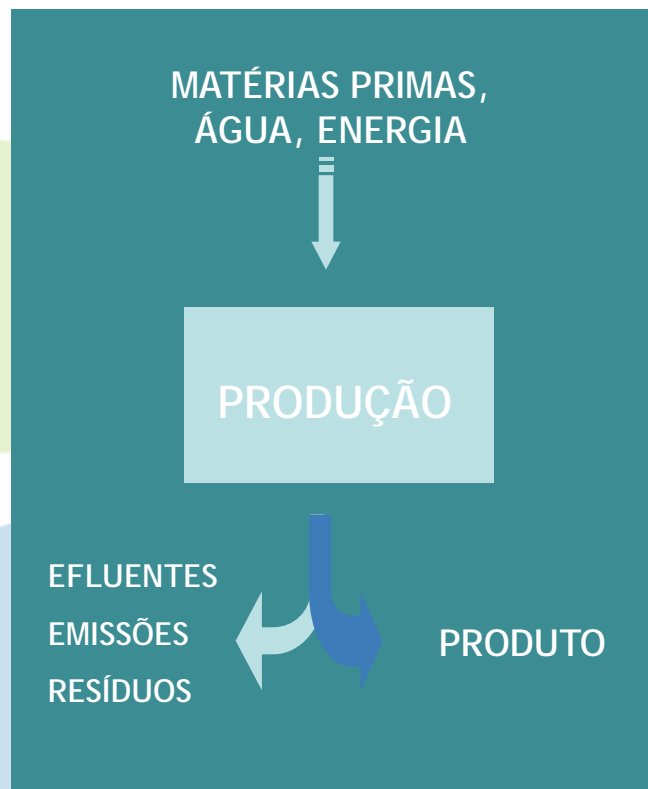 MATÉRIAS PRIMAS,
ÁGUA, ENERGIA
PRODUÇÃO
EFLUENTES
EMISSÕES
RESÍDUOS
PRODUTO